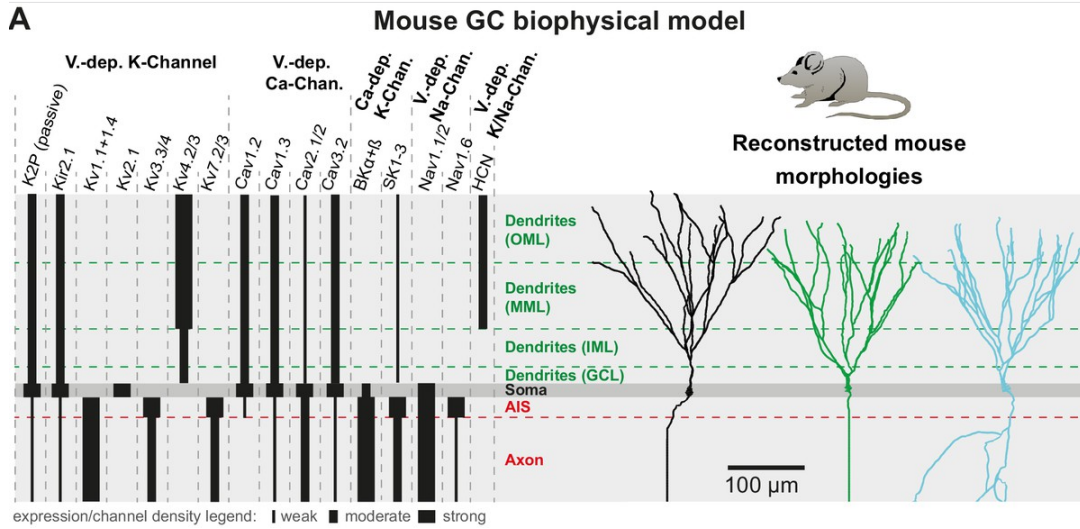 A
Mouse GC biophysical model
V.-dep. K-Channel
V.-dep.
Ca-Chan.
Ca-dep.
K-Chan.
V.-dep.
Na-Chan.
V.-dep.
K/Na-Chan.
K2P (passive)
Kir2.1
Kv1.1+1.4
Kv2.1
Kv3.3/4
Kv4.2/3
Kv7.2/3
Cav1.2
Cav1.3
Cav2.1/2
Cav3.2
BKα+ß
SK1-3
Nav1.1/2
Nav1.6
HCN
Reconstructed mouse
morphologies
Dendrites
(OML)
Dendrites
(MML)
Dendrites (IML)
Dendrites (GCL)
Soma
AIS
Axon
100 µm
expression/channel density legend: weak moderate strong